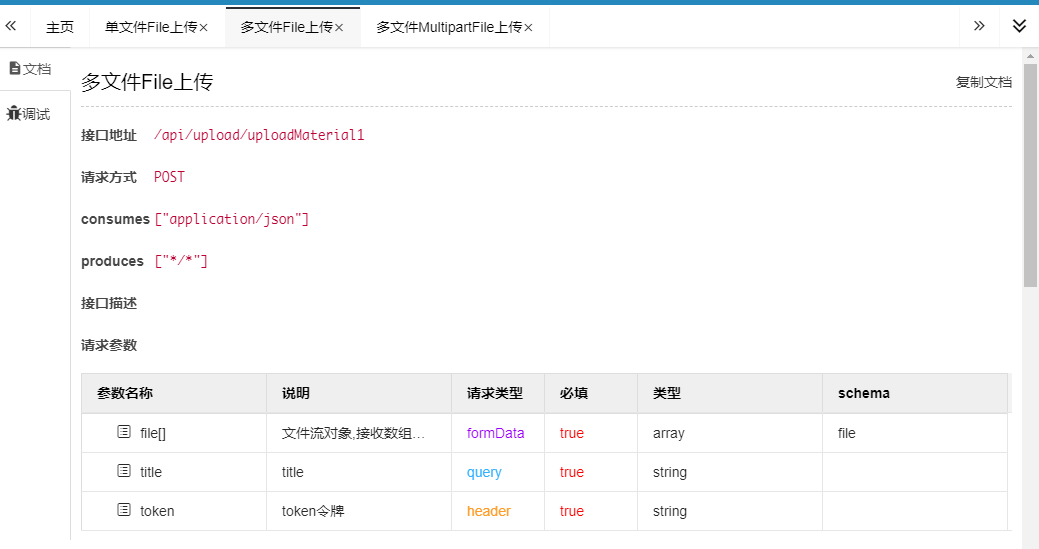 主页 单文件File上传× 多文件File上传× 多文件MultipartFile上传×
文档
调试
多文件File上传 复制文档
接口地址 /api/upload/uploadMaterial1
请求方式 POST
consumes ["application/json"]
produces ["*/*"]
接口描述
请求参数
参数名称 说明 请求类型 必填 类型 schema
file[] 文件流对象,接收数组… formData true array file
title title query true string
token token令牌 header true string